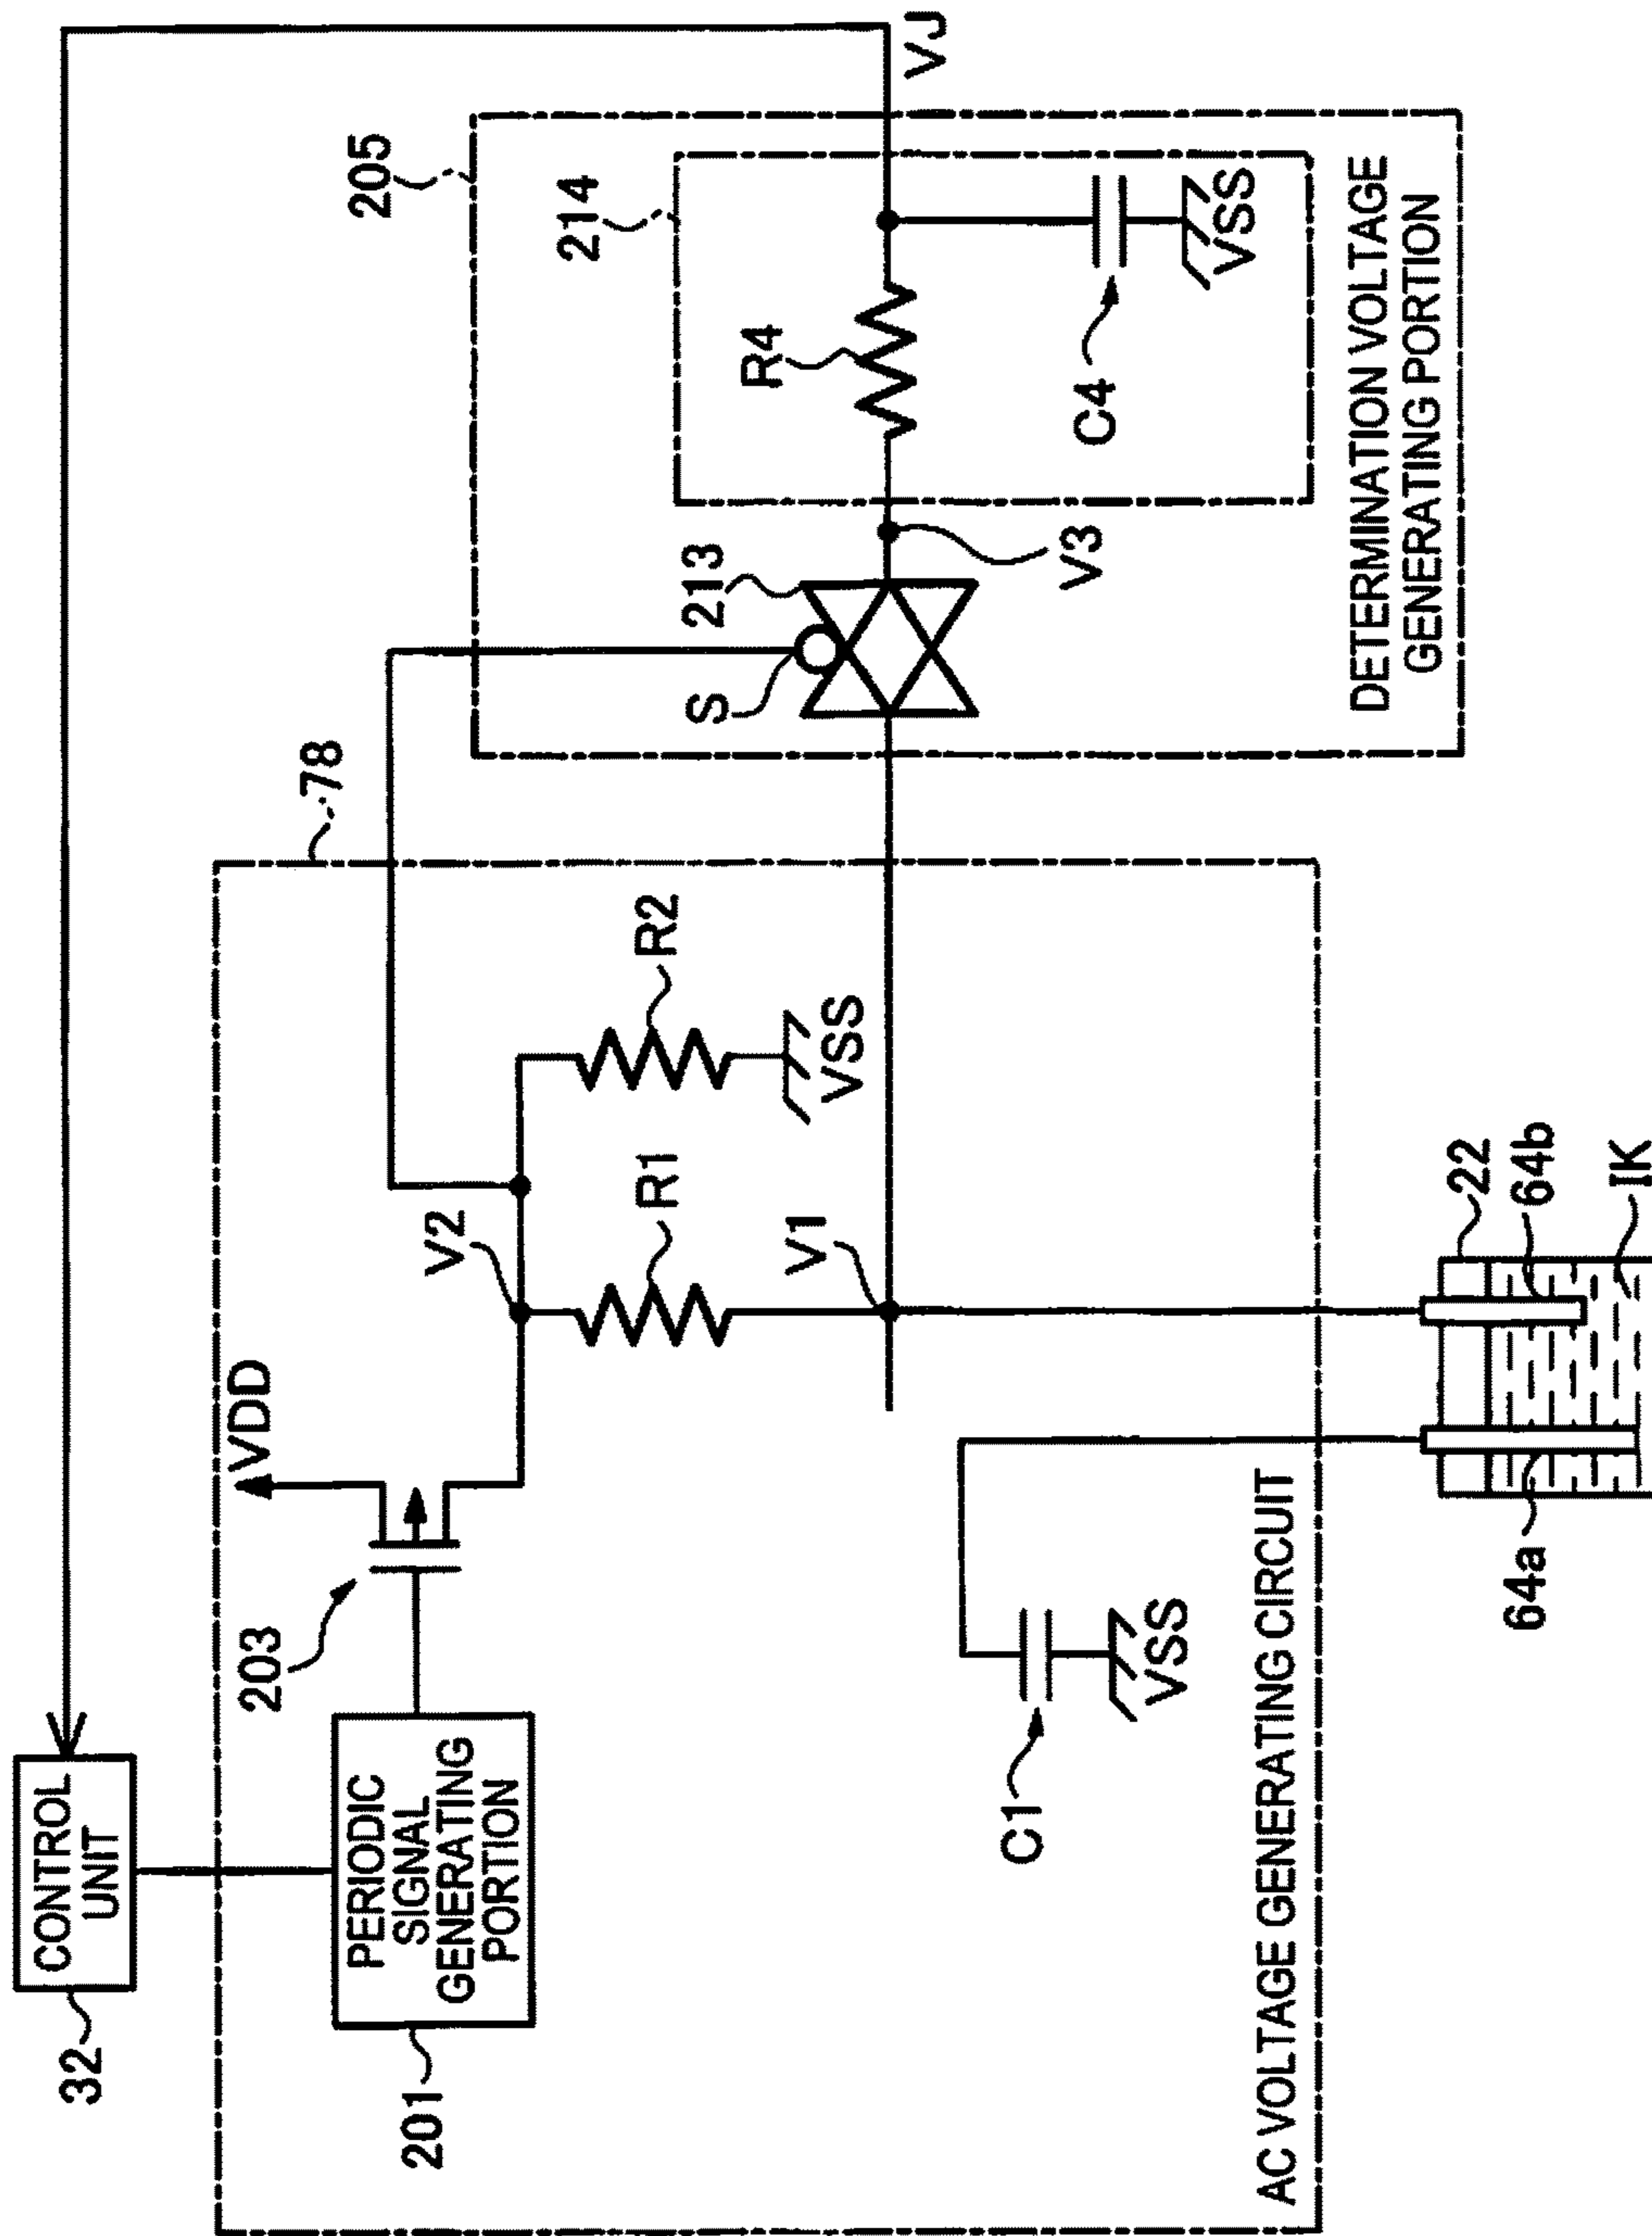 32
CONTROL
UNIT
VJ
205
214
R4
C4
VSS
DETERMINATION VOLTAGE
GENERATING PORTION
213
S
V3
78
203
VDD
V2
R2
R1
VSS
V1
201
PERIODIC
SIGNAL
GENERATING
PORTION
C1
VSS
AC VOLTAGE GENERATING CIRCUIT
22
64b
64a
IK